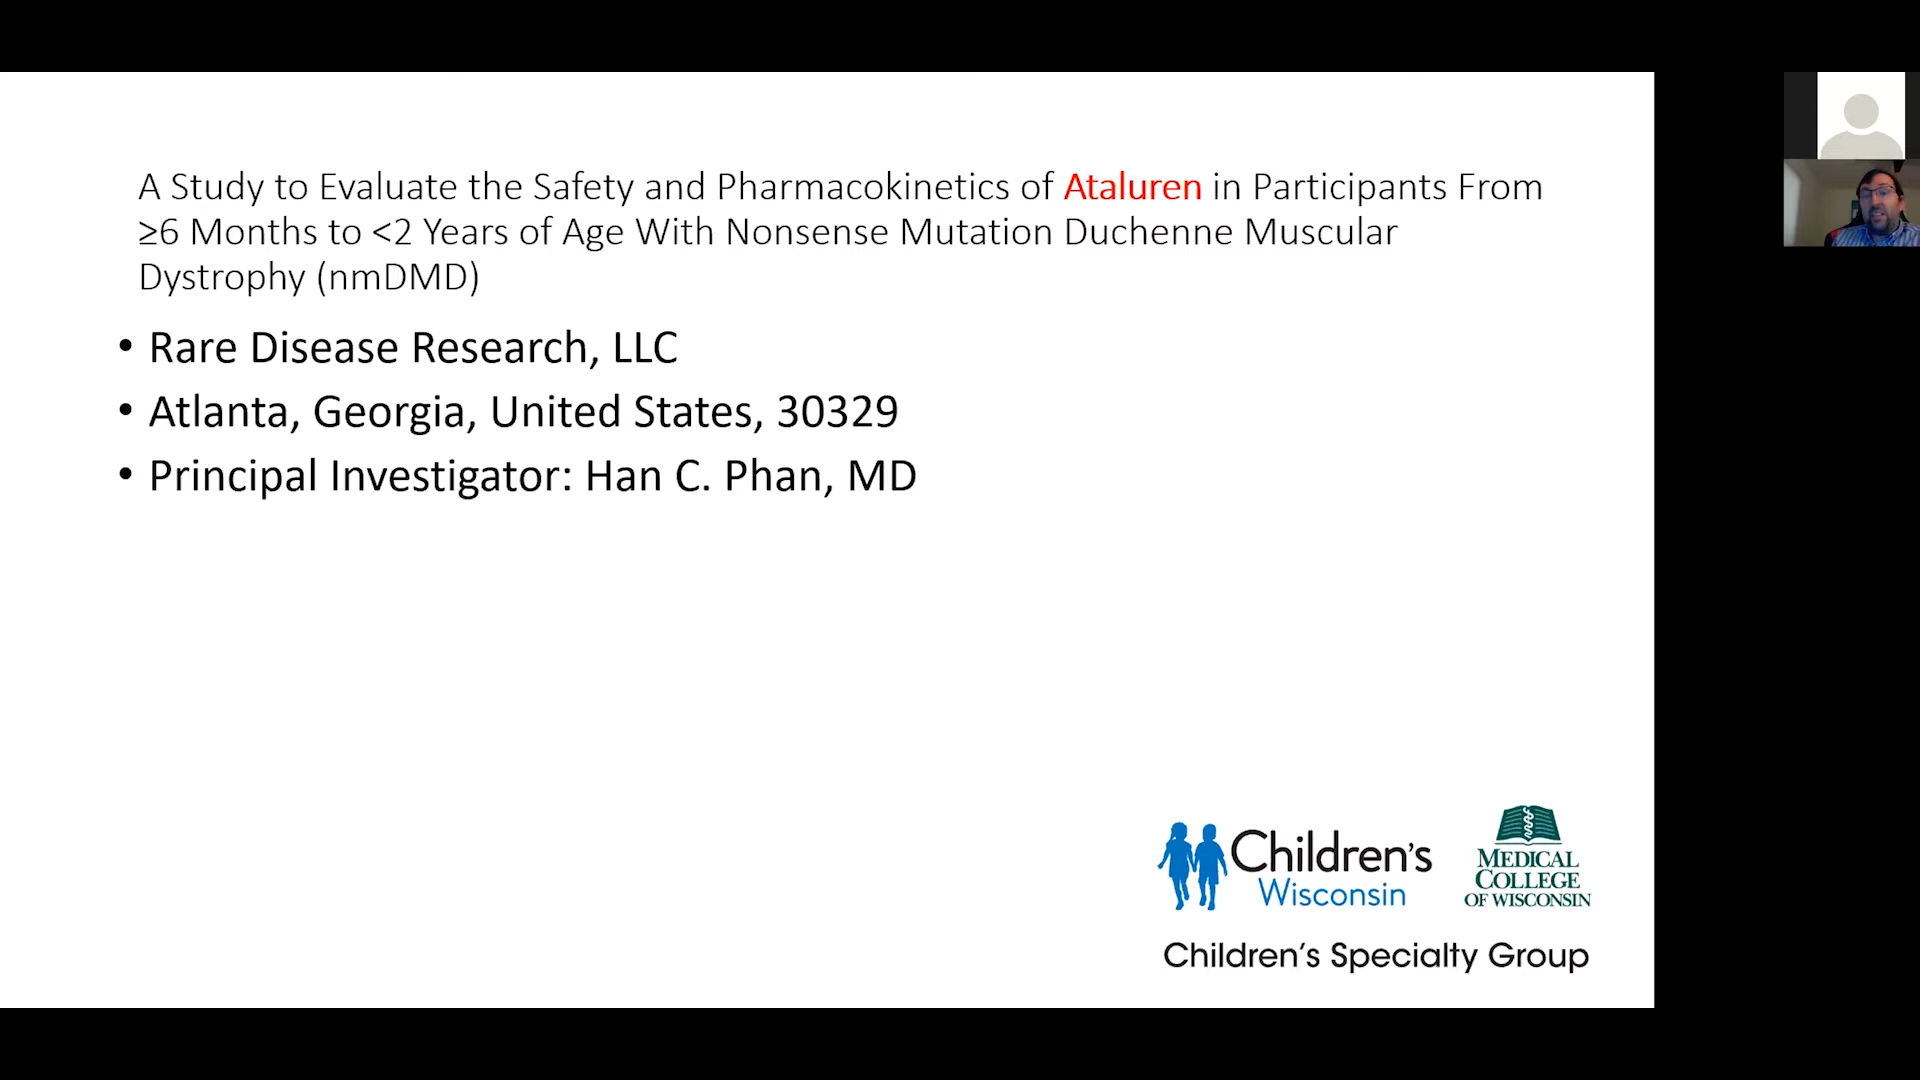 A Study to Evaluate the Safety and Pharmacokinetics of Ataluren in Participants From
≥6 Months to <2 Years of Age With Nonsense Mutation Duchenne Muscular
Dystrophy (nmDMD)
• Rare Disease Research, LLC
• Atlanta, Georgia, United States, 30329
• Principal Investigator: Han C. Phan, MD
Children's
Wisconsin
MEDICAL
COLLEGE
OF WISCONSIN
Children's Specialty Group